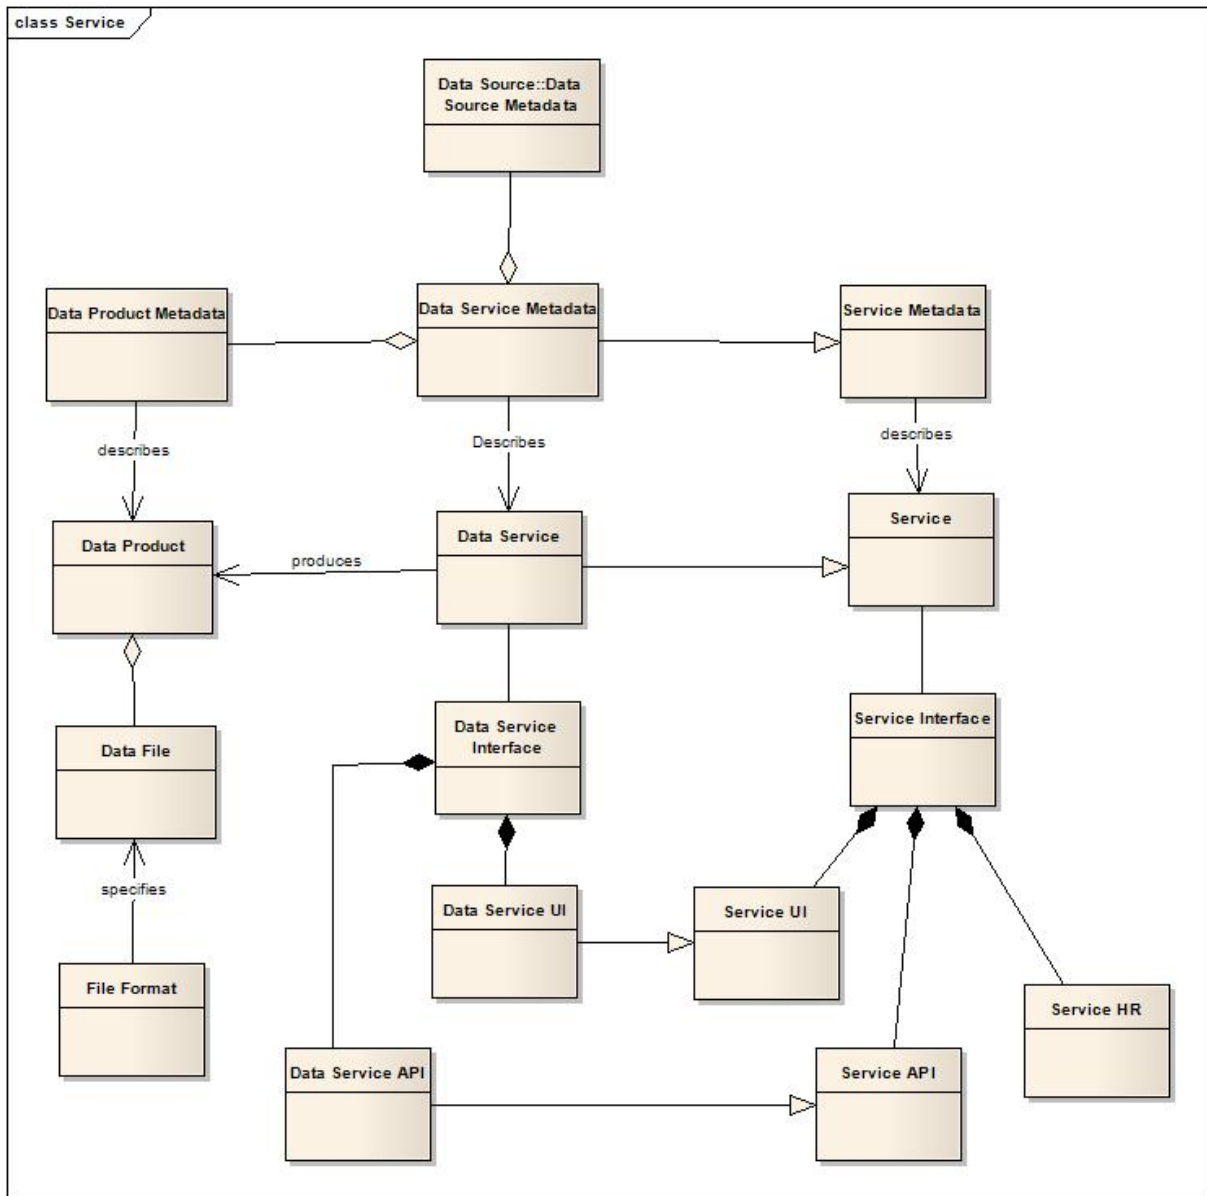 class Service
Data Source::Data
Source Metadata
Data Product Metadata
Data Service Metadata
Service Metadata
describes
Describes
describes
Data Product
Data Service
Service
produces
Data File
Data Service
Interface
Service Interface
specifies
Data Service UI
Service UI
File Format
Service HR
Data Service API
Service API